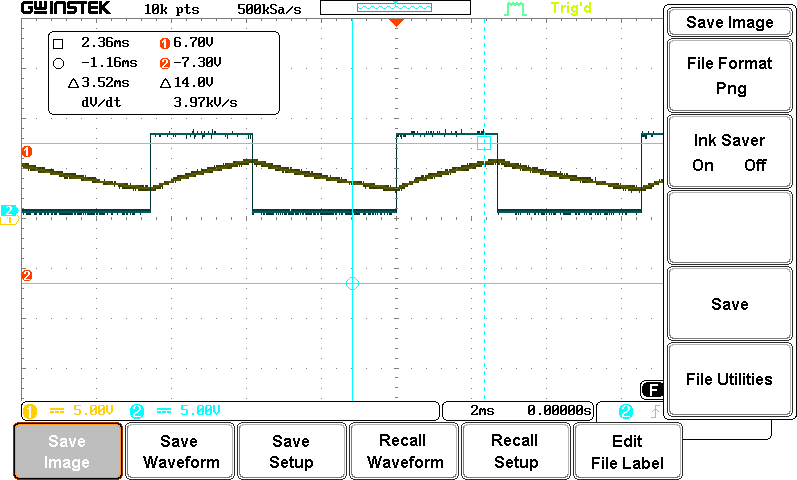 GWINSTEK 10k pts 500kSa/s Trig'd
2.36ms 1 6.70V
-1.16ms 2 -7.30V
△3.52ms △14.0V
dV/dt 3.97kV/s
1
2
1
2
1 5.00V 2 5.00V 2ms 0.00000s 2
F
Save Image
File Format
Png
Ink Saver
On Off
Save
File Utilities
Save
Image
Save
Waveform
Save
Setup
Recall
Waveform
Recall
Setup
Edit
File Label